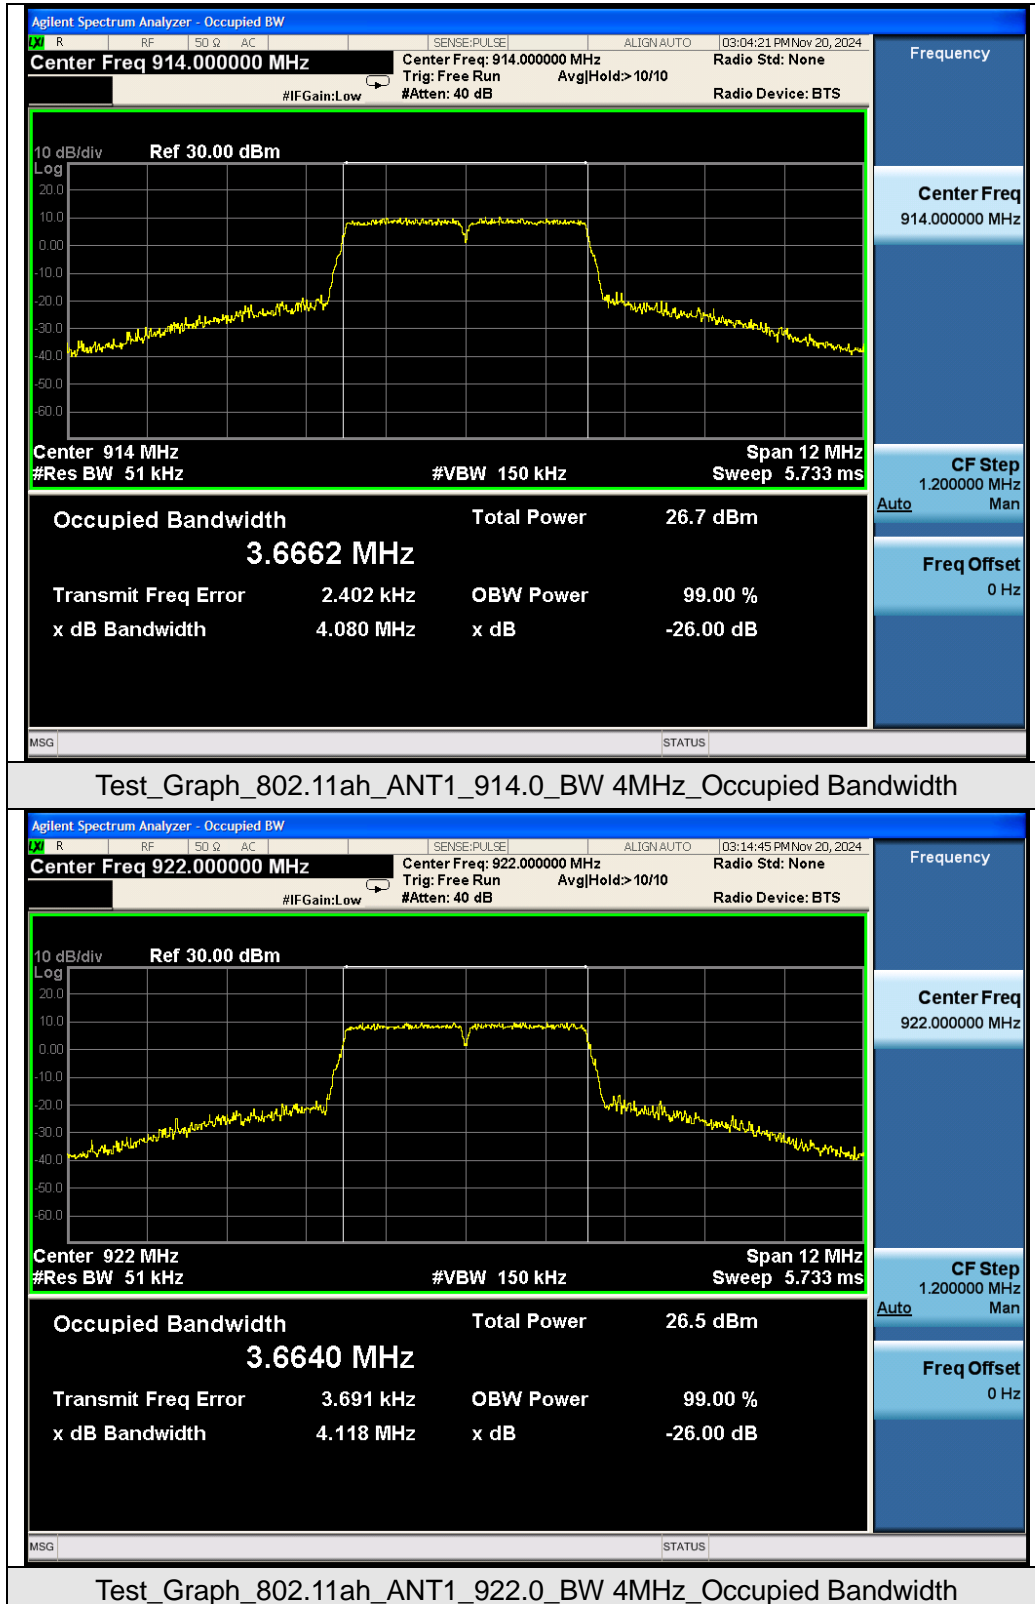 Agilent Spectrum Analyzer - Occupied BW
LXI R RF 50 Ω AC SENSE:PULSE ALIGN AUTO 03:04:21 PM Nov 20, 2024
Center Freq 914.000000 MHz
Center Freq: 914.000000 MHz Radio Std: None
Trig: Free Run Avg|Hold:>10/10
#IFGain:Low #Atten: 40 dB Radio Device: BTS
Frequency
10 dB/div Ref 30.00 dBm
Log
20.0
10.0
0.00
-10.0
-20.0
-30.0
-40.0
-50.0
-60.0
Center Freq
914.000000 MHz
Center 914 MHz Span 12 MHz
#Res BW 51 kHz #VBW 150 kHz Sweep 5.733 ms
CF Step
1.200000 MHz
Auto Man
Occupied Bandwidth Total Power 26.7 dBm
3.6662 MHz
Transmit Freq Error 2.402 kHz OBW Power 99.00 %
x dB Bandwidth 4.080 MHz x dB -26.00 dB
Freq Offset
0 Hz
MSG STATUS
Test_Graph_802.11ah_ANT1_914.0_BW 4MHz_Occupied Bandwidth
Agilent Spectrum Analyzer - Occupied BW
LXI R RF 50 Ω AC SENSE:PULSE ALIGN AUTO 03:14:45 PM Nov 20, 2024
Center Freq 922.000000 MHz
Center Freq: 922.000000 MHz Radio Std: None
Trig: Free Run Avg|Hold:>10/10
#IFGain:Low #Atten: 40 dB Radio Device: BTS
Frequency
10 dB/div Ref 30.00 dBm
Log
20.0
10.0
0.00
-10.0
-20.0
-30.0
-40.0
-50.0
-60.0
Center Freq
922.000000 MHz
Center 922 MHz Span 12 MHz
#Res BW 51 kHz #VBW 150 kHz Sweep 5.733 ms
CF Step
1.200000 MHz
Auto Man
Occupied Bandwidth Total Power 26.5 dBm
3.6640 MHz
Transmit Freq Error 3.691 kHz OBW Power 99.00 %
x dB Bandwidth 4.118 MHz x dB -26.00 dB
Freq Offset
0 Hz
MSG STATUS
Test_Graph_802.11ah_ANT1_922.0_BW 4MHz_Occupied Bandwidth